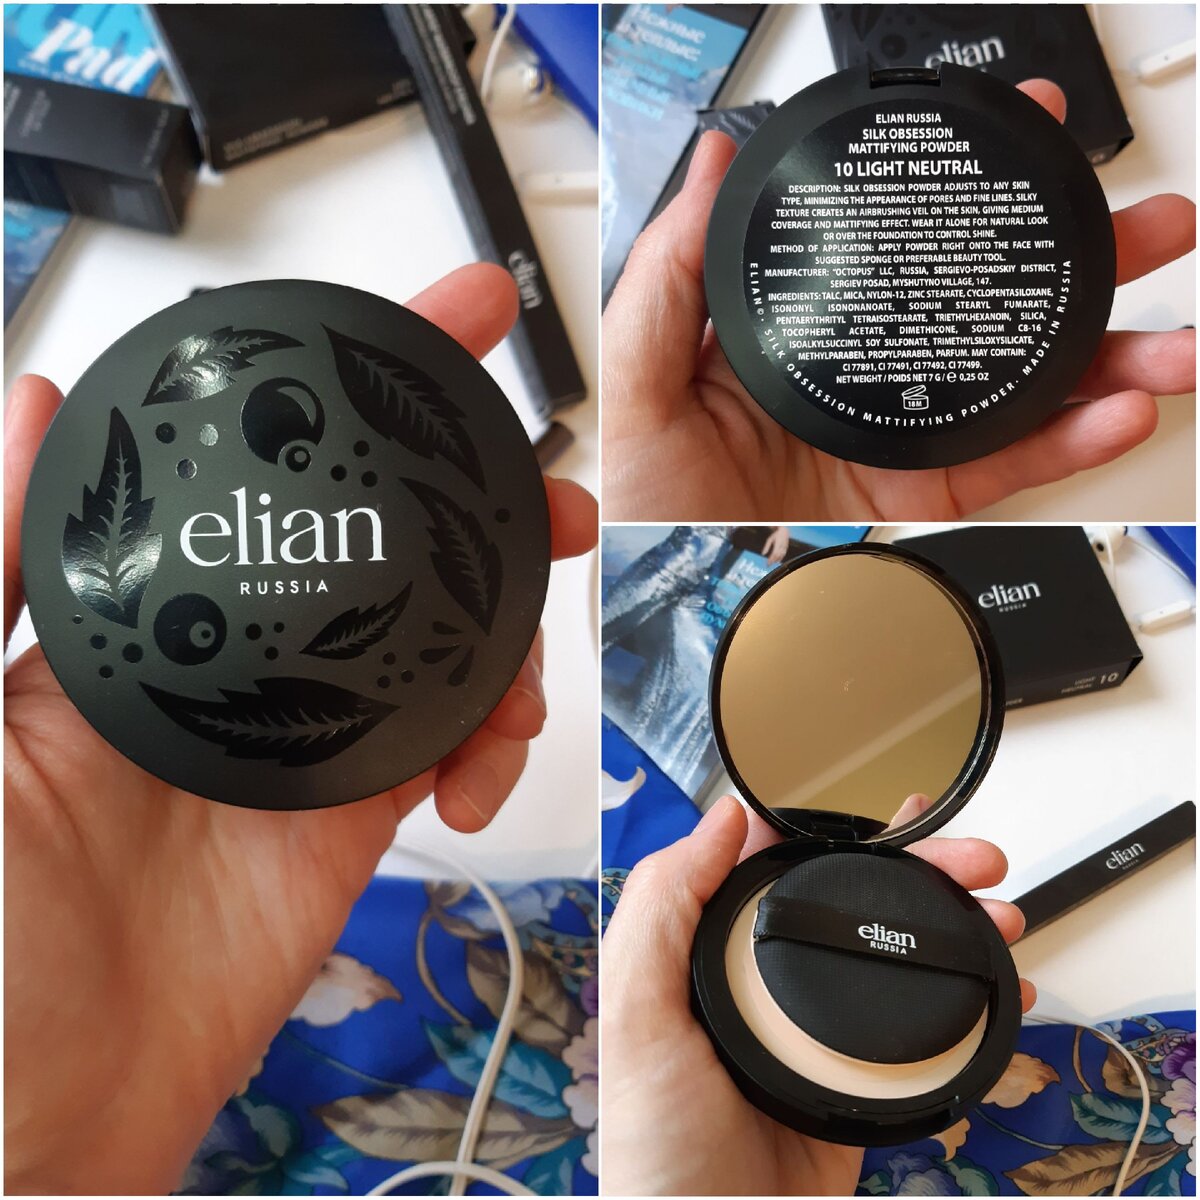 Pad
elian
elian
RUSSIA
Нежные
elian
ELIAN RUSSIA
SILK OBSESSION
MATTIFYING POWDER
10 LIGHT NEUTRAL
DESCRIPTION: SILK OBSESSION POWDER ADJUSTS TO ANY SKIN
TYPE, MINIMIZING THE APPEARANCE OF PORES AND FINE LINES. SILKY
TEXTURE CREATES AN AIRBRUSHING VEIL ON THE SKIN, GIVING MEDIUM
COVERAGE AND MATTIFYING EFFECT. WEAR IT ALONE FOR NATURAL LOOK
OR OVER THE FOUNDATION TO CONTROL SHINE.
METHOD OF APPLICATION: APPLY POWDER RIGHT ONTO THE FACE WITH
SUGGESTED SPONGE OR PREFERABLE BEAUTY TOOL.
MANUFACTURER: "OCTOPUS" LLC, RUSSIA, SERGIEVO-POSADSKIY DISTRICT,
SERGIEV POSAD, MYSHUTYNO VILLAGE, 147.
INGREDIENTS: TALC, MICA, NYLON-12, ZINC STEARATE, CYCLOPENTASILOXANE,
ISONONYL ISONONANOATE, SODIUM STEARYL FUMARATE,
PENTAERYTHRITYL TETRAISOSTEARATE, TRIETHYLHEXANOIN, SILICA,
TOCOPHERYL ACETATE, DIMETHICONE, SODIUM C8-16
ISOALKYLSUCCINYL SOY SULFONATE, TRIMETHYLSILOXYSILICATE,
METHYLPARABEN, PROPYLPARABEN, PARFUM. MAY CONTAIN:
CI 77891, CI 77491, CI 77492, CI 77499.
NET WEIGHT / POIDS NET 7 G / ℮ 0,25 OZ
18M
ELIAN©. SILK OBSESSION MATTIFYING POWDER. MADE IN RUSSIA
elian
RUSSIA
LIGHT
NEUTRAL 10
elian
RUSSIA
elian
RUSSIA